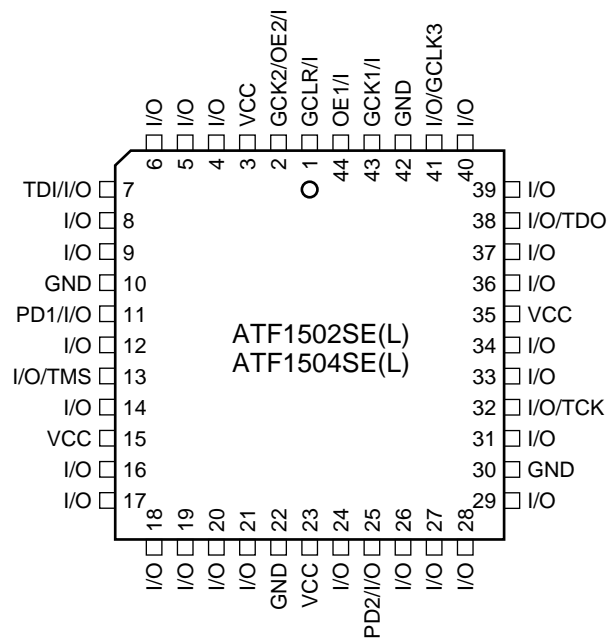 I/O
I/O
I/O
VCC
GCK2/OE2/I
GCLR/I
OE1/I
GCK1/I
GND
I/O/GCLK3
I/O
6
5
4
3
2
1
44
43
42
41
40
TDI/I/O 7
I/O 8
I/O 9
GND 10
PD1/I/O 11
I/O 12
I/O/TMS 13
I/O 14
VCC 15
I/O 16
I/O 17
ATF1502SE(L)
ATF1504SE(L)
39 I/O
38 I/O/TDO
37 I/O
36 I/O
35 VCC
34 I/O
33 I/O
32 I/O/TCK
31 I/O
30 GND
29 I/O
18
19
20
21
22
23
24
25
26
27
28
I/O
I/O
I/O
I/O
GND
VCC
I/O
PD2/I/O
I/O
I/O
I/O